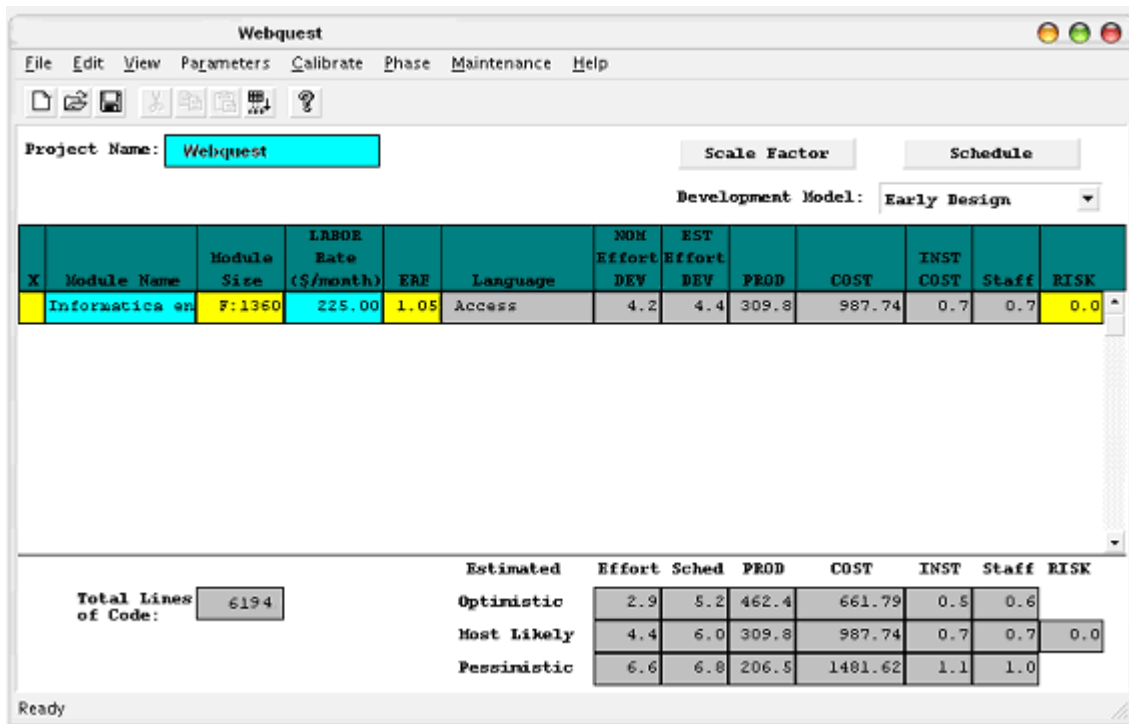 Webquest
File Edit View Parameters Calibrate Phase Maintenance Help
Project Name: Webquest
Scale Factor Schedule
Development Model: Early Design
X Module Name Module Size LABOR Rate ($/month) EAF Language NOM Effort DEV EST Effort DEV PROD COST INST COST Staff RISK
Informatica en F:1360 225.00 1.05 Access 4.2 4.4 309.8 987.74 0.7 0.7 0.0
Estimated Effort Sched PROD COST INST Staff RISK
Total Lines of Code: 6194
Optimistic 2.9 5.2 462.4 661.79 0.5 0.6
Most Likely 4.4 6.0 309.8 987.74 0.7 0.7 0.0
Pessimistic 6.6 6.8 206.5 1481.62 1.1 1.0
Ready